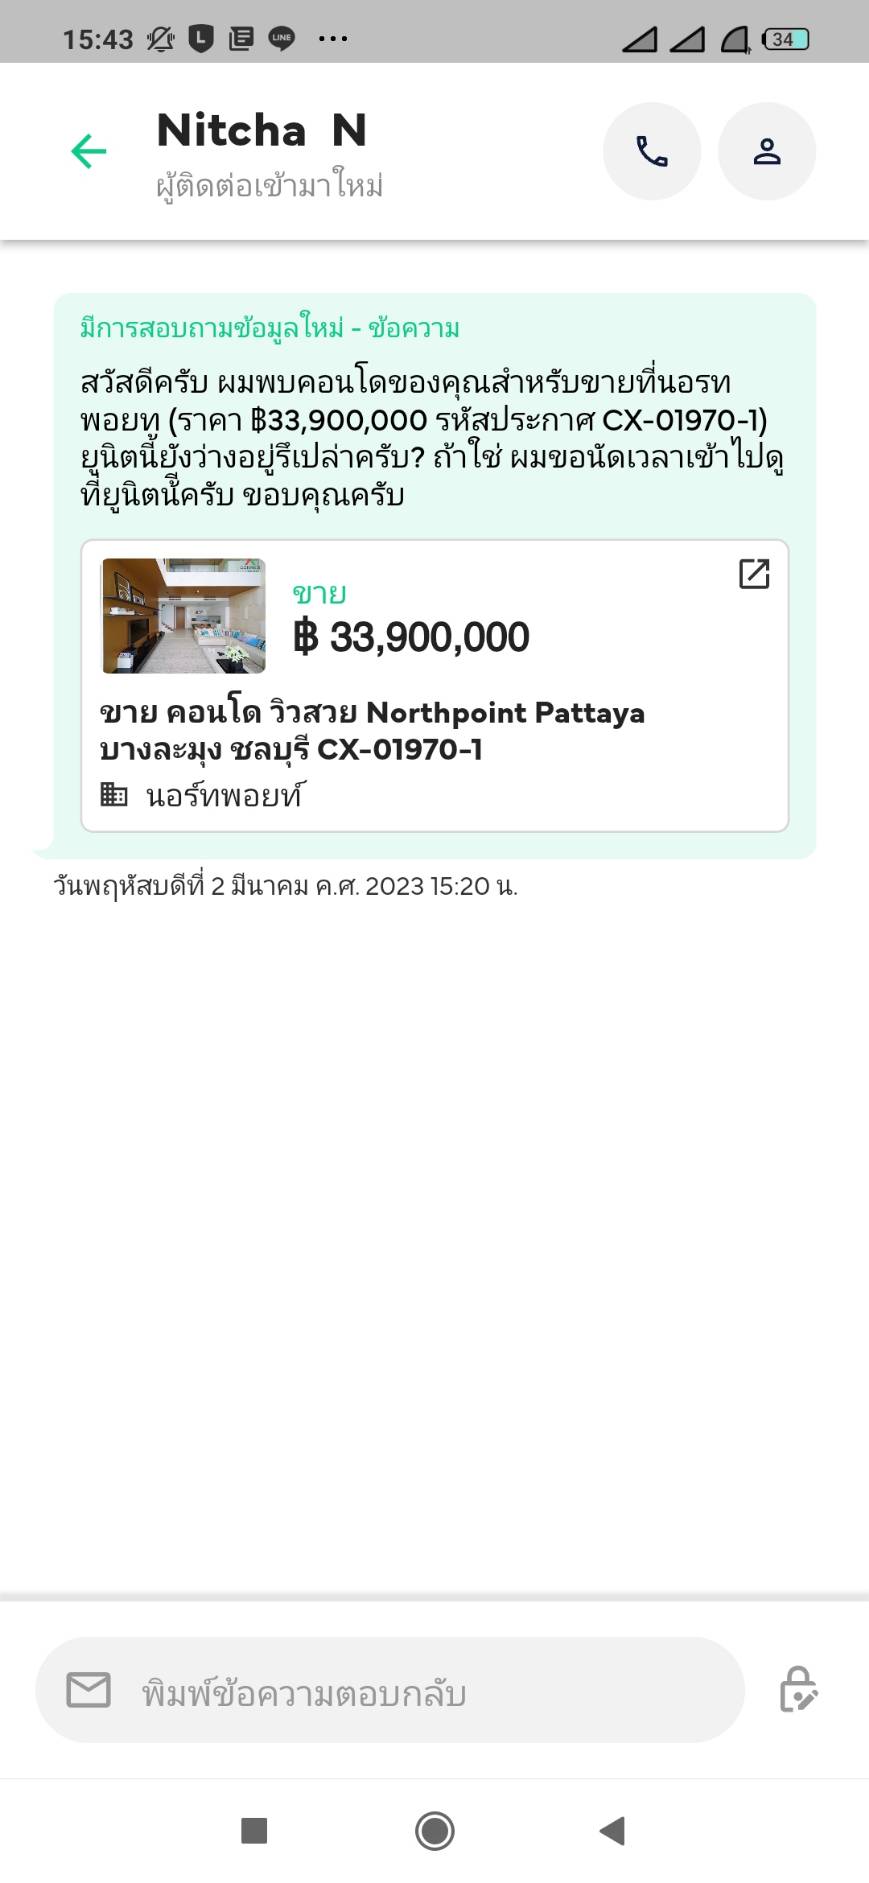 15:43
L
LINE
34
Nitcha N
ผู้ติดต่อเข้ามาใหม่
มีการสอบถามข้อมูลใหม่ - ข้อความ
สวัสดีครับ ผมพบคอนโดของคุณสำหรับขายที่นอรท
พอยท (ราคา ฿33,900,000 รหัสประกาศ CX-01970-1)
ยูนิตนี้ยังว่างอยู่รึเปล่าครับ? ถ้าใช่ ผมขอนัดเวลาเข้าไปดู
ที่ยูนิตนี้ครับ ขอบคุณครับ
ขาย
฿ 33,900,000
ขาย คอนโด วิวสวย Northpoint Pattaya
บางละมุง ชลบุรี CX-01970-1
นอร์ทพอยท์
วันพฤหัสบดีที่ 2 มีนาคม ค.ศ. 2023 15:20 น.
พิมพ์ข้อความตอบกลับ